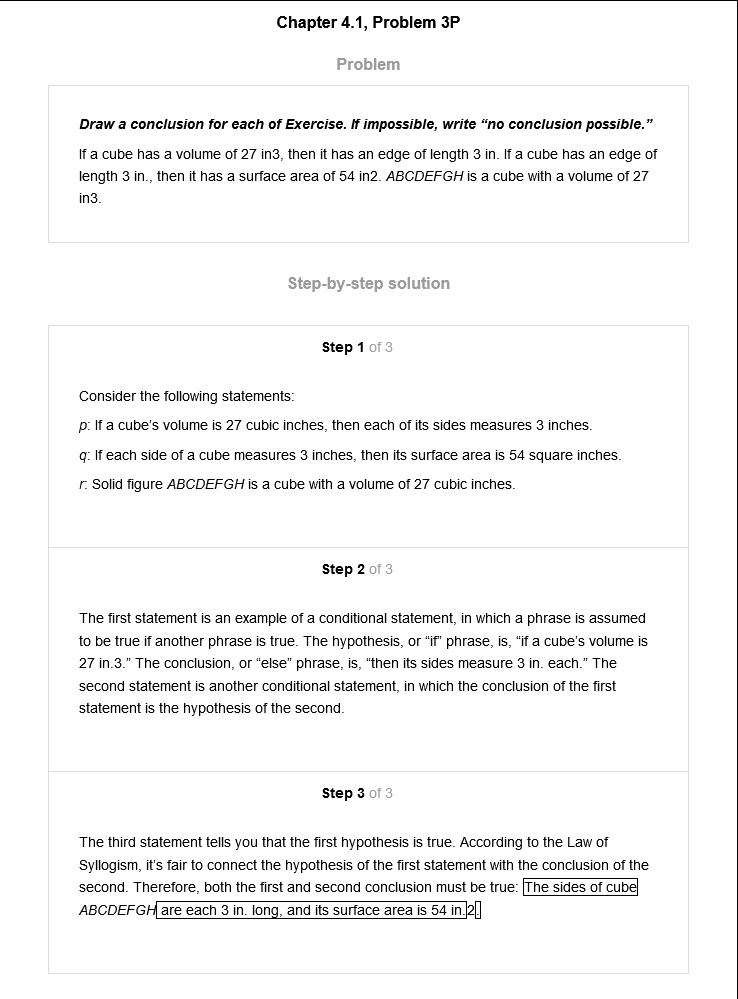 Chapter 4.1, Problem 3P
Problem
Draw a conclusion for each of Exercise. If impossible, write “no conclusion possible.”
If a cube has a volume of 27 in3, then it has an edge of length 3 in. If a cube has an edge of
length 3 in., then it has a surface area of 54 in2. ABCDEFGH is a cube with a volume of 27
in3.
Step-by-step solution
Step 1 of 3
Consider the following statements:
p: If a cube’s volume is 27 cubic inches, then each of its sides measures 3 inches.
q: If each side of a cube measures 3 inches, then its surface area is 54 square inches.
r: Solid figure ABCDEFGH is a cube with a volume of 27 cubic inches.
Step 2 of 3
The first statement is an example of a conditional statement, in which a phrase is assumed
to be true if another phrase is true. The hypothesis, or “if” phrase, is, “if a cube’s volume is
27 in.3.” The conclusion, or “else” phrase, is, “then its sides measure 3 in. each.” The
second statement is another conditional statement, in which the conclusion of the first
statement is the hypothesis of the second.
Step 3 of 3
The third statement tells you that the first hypothesis is true. According to the Law of
Syllogism, it’s fair to connect the hypothesis of the first statement with the conclusion of the
second. Therefore, both the first and second conclusion must be true: The sides of cube
ABCDEFGH are each 3 in. long, and its surface area is 54 in.2.